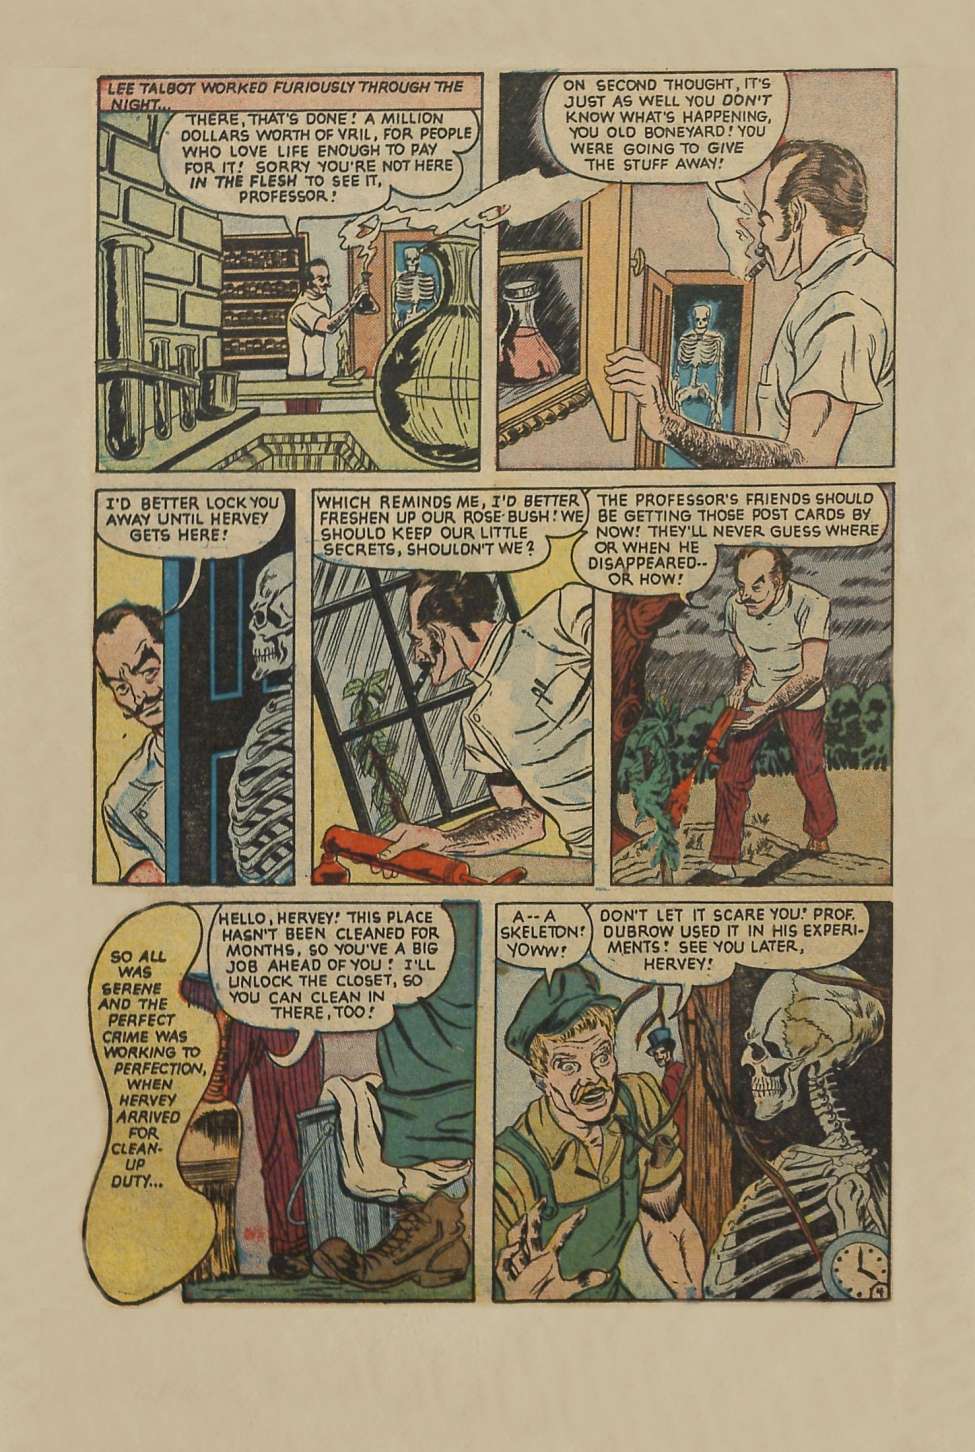 LEE TALBOT WORKED FURIOUSLY THROUGH THE
NIGHT...
THERE, THAT'S DONE! A MILLION
DOLLARS WORTH OF VRIL, FOR PEOPLE
WHO LOVE LIFE ENOUGH TO PAY
FOR IT! SORRY YOU'RE NOT HERE
IN THE FLESH TO SEE IT,
PROFESSOR!
ON SECOND THOUGHT, IT'S
JUST AS WELL YOU DON'T
KNOW WHAT'S HAPPENING,
YOU OLD BONEYARD! YOU
WERE GOING TO GIVE
THE STUFF AWAY!
I'D BETTER LOCK YOU
AWAY UNTIL HERVEY
GETS HERE!
WHICH REMINDS ME, I'D BETTER
FRESHEN UP OUR ROSE-BUSH! WE
SHOULD KEEP OUR LITTLE
SECRETS, SHOULDN'T WE?
THE PROFESSOR'S FRIENDS SHOULD
BE GETTING THOSE POST CARDS BY
NOW! THEY'LL NEVER GUESS WHERE
OR WHEN HE
DISAPPEARED--
OR HOW!
SO ALL
WAS
SERENE
AND THE
PERFECT
CRIME WAS
WORKING TO
PERFECTION,
WHEN
HERVEY
ARRIVED
FOR
CLEAN-
UP
DUTY...
HELLO, HERVEY! THIS PLACE
HASN'T BEEN CLEANED FOR
MONTHS, SO YOU'VE A BIG
JOB AHEAD OF YOU! I'LL
UNLOCK THE CLOSET, SO
YOU CAN CLEAN IN
THERE, TOO!
A--A
SKELETON!
YOWW!
DON'T LET IT SCARE YOU! PROF.
DUBROW USED IT IN HIS EXPERI-
MENTS! SEE YOU LATER,
HERVEY!
4